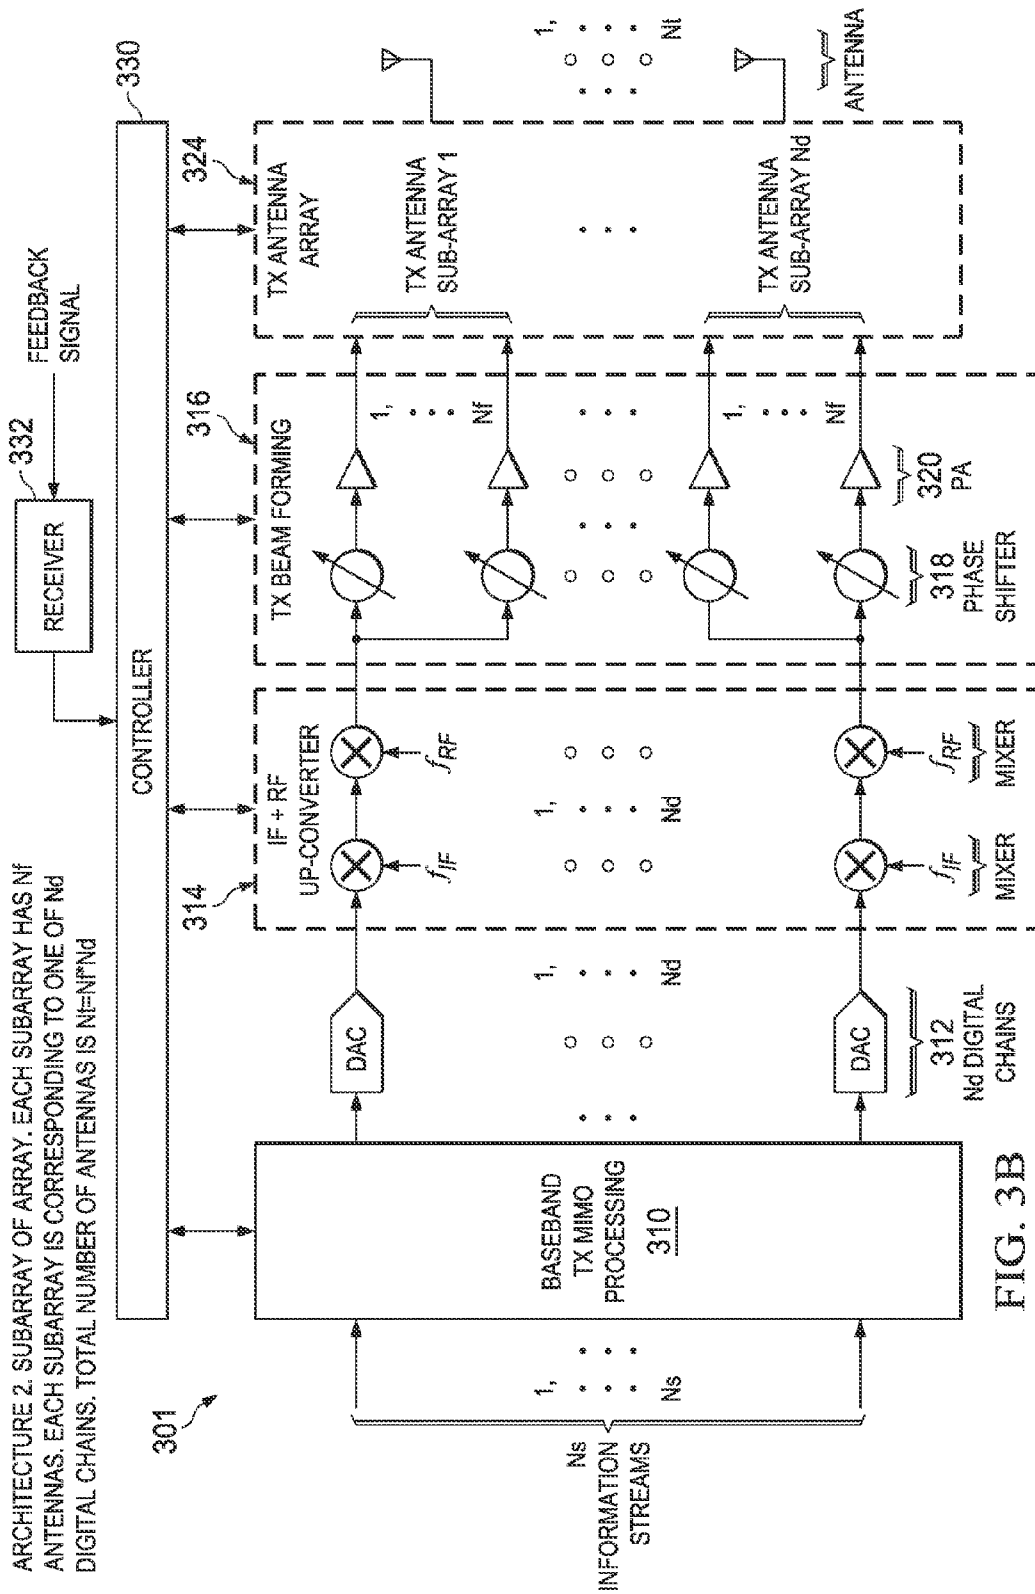 ARCHITECTURE 2. SUBARRAY OF ARRAY. EACH SUBARRAY HAS Nf
ANTENNAS. EACH SUBARRAY IS CORRESPONDING TO ONE OF Nd
DIGITAL CHAINS. TOTAL NUMBER OF ANTENNAS IS Nt=Nf*Nd
301
332
RECEIVER
FEEDBACK
SIGNAL
CONTROLLER
330
Ns
INFORMATION
STREAMS
1,
Ns
BASEBAND
TX MIMO
PROCESSING
310
DAC
1,
Nd
DAC
312
Nd DIGITAL
CHAINS
314
IF + RF
UP-CONVERTER
fIF
fRF
1,
Nd
fIF
fRF
MIXER
MIXER
316
TX BEAM FORMING
1,
Nf
1,
Nf
318
PHASE
SHIFTER
320
PA
324
TX ANTENNA
ARRAY
TX ANTENNA
SUB-ARRAY 1
TX ANTENNA
SUB-ARRAY Nd
1,
Nt
ANTENNA
FIG. 3B